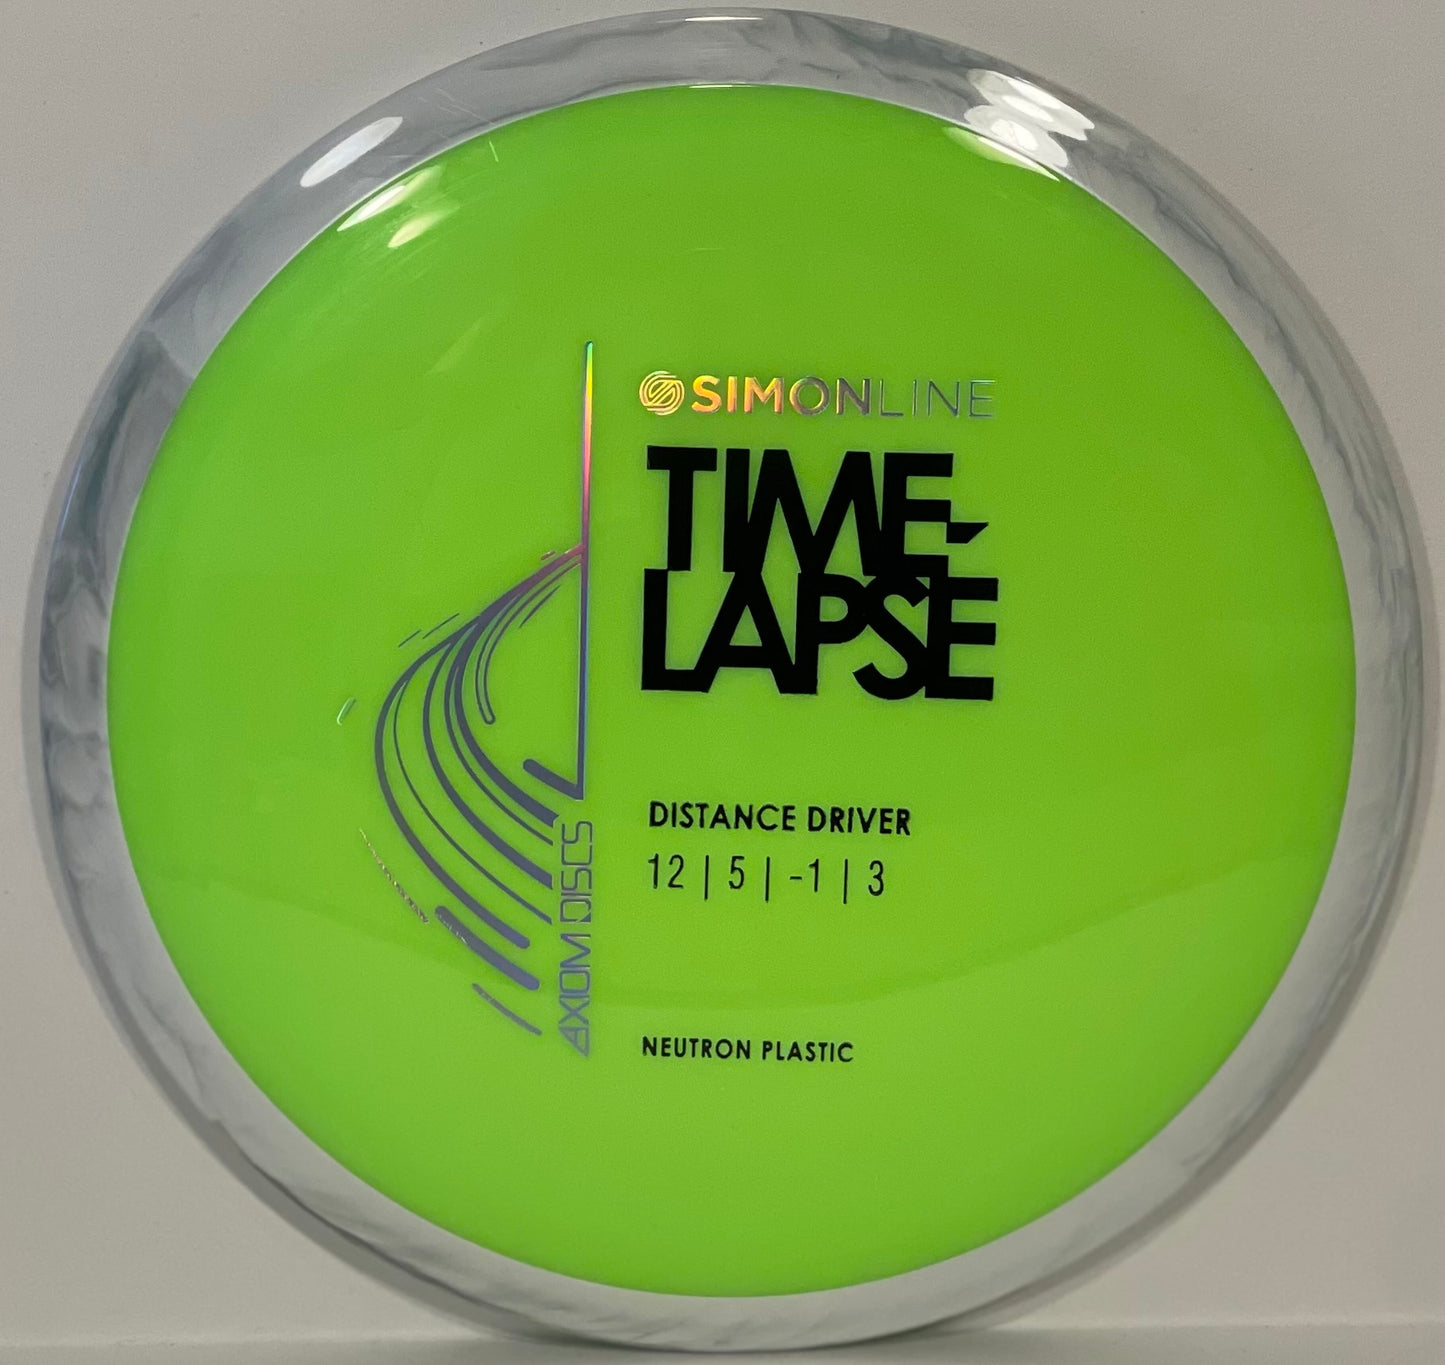 SIMONLINE
TIME-
LAPSE
DISTANCE DRIVER
12 | 5 | -1 | 3
AXIOM DISCS
NEUTRON PLASTIC